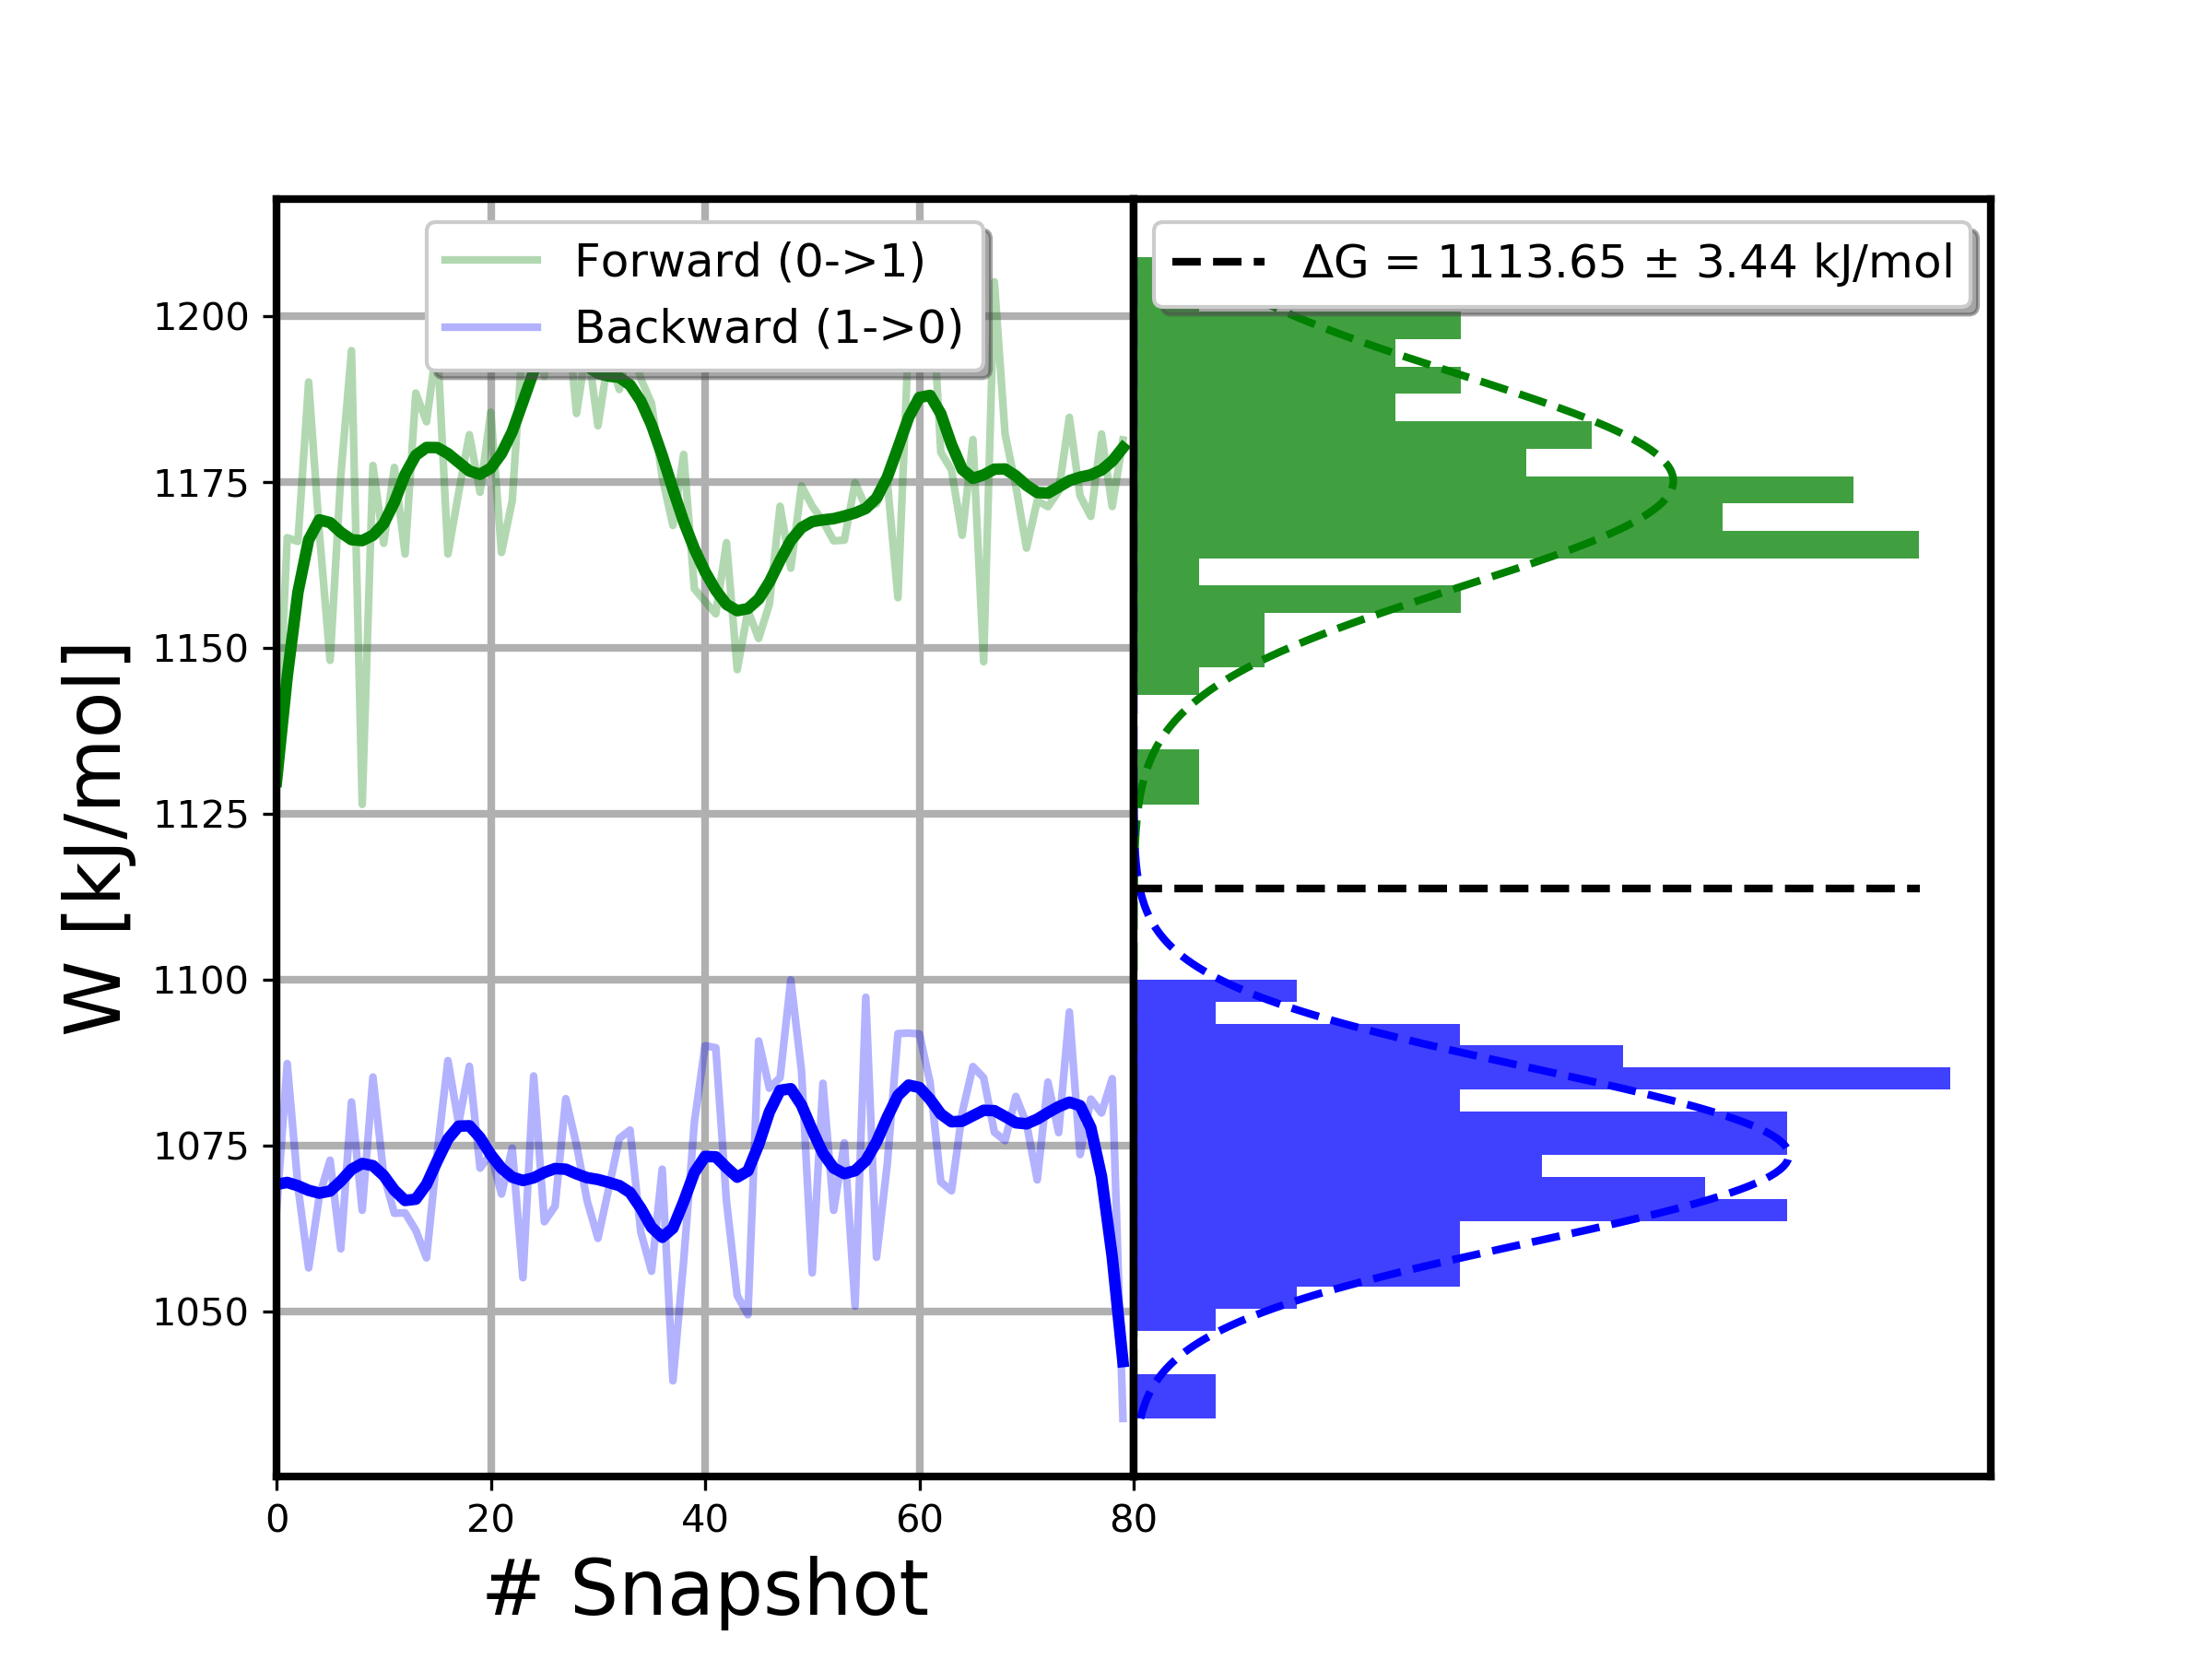 Forward (0->1)
Backward (1->0)
ΔG = 1113.65 ± 3.44 kJ/mol
W [kJ/mol]
1200
1175
1150
1125
1100
1075
1050
0 20 40 60 80
# Snapshot